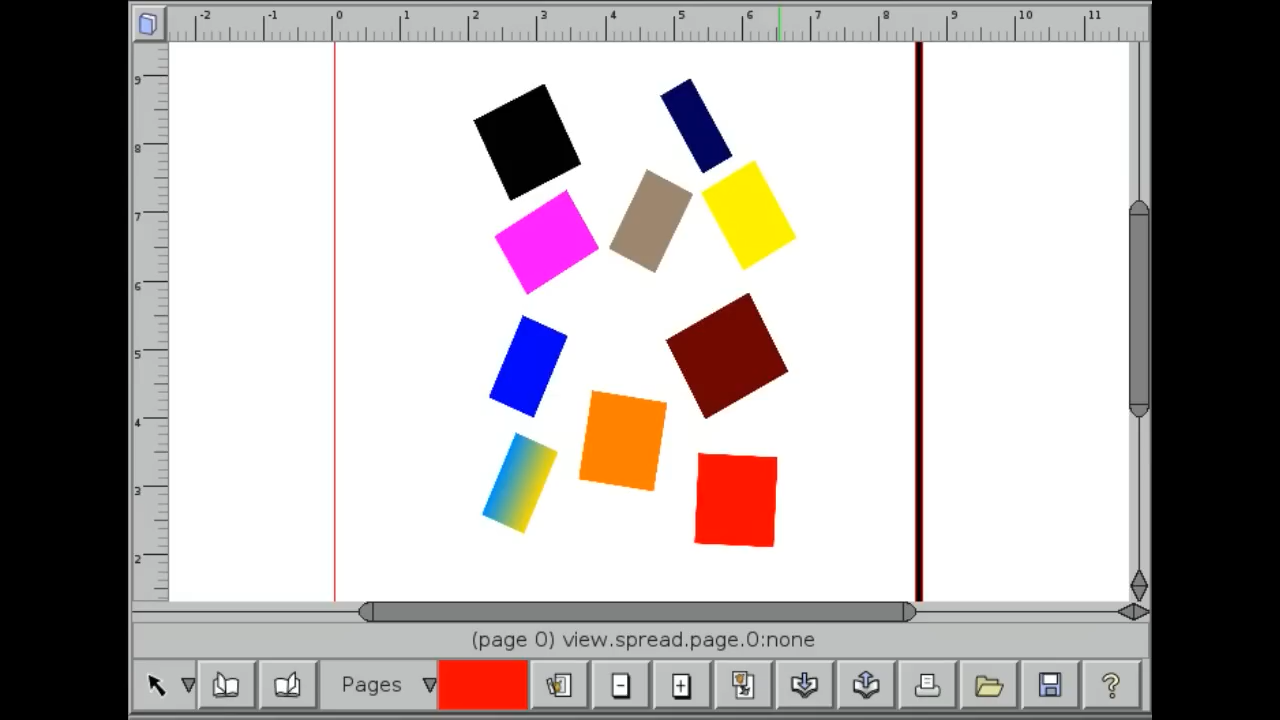 -2 -1 0 1 2 3 4 5 6 7 8 9 10 11
9
8
7
6
5
4
3
2
(page 0) view.spread.page.0:none
Pages
- + ?